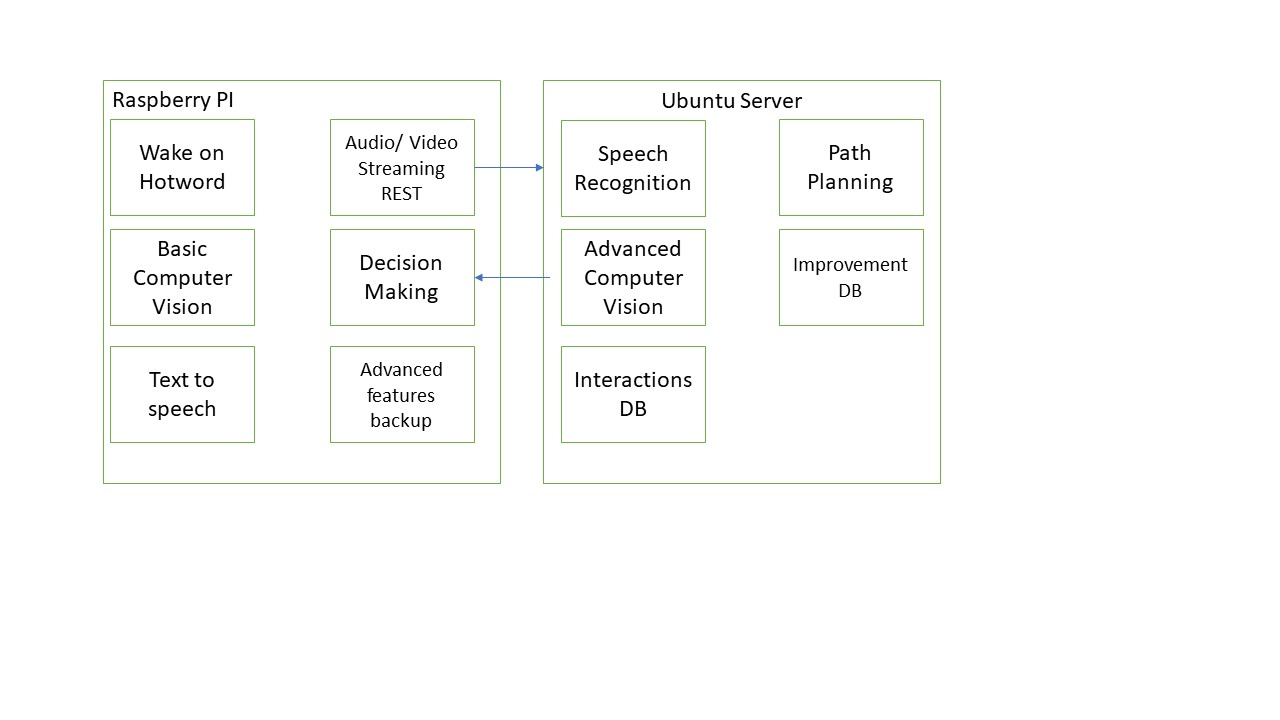 Raspberry PI
Wake on
Hotword
Audio/ Video
Streaming
REST
Basic
Computer
Vision
Decision
Making
Text to
speech
Advanced
features
backup
Ubuntu Server
Speech
Recognition
Path
Planning
Advanced
Computer
Vision
Improvement
DB
Interactions
DB